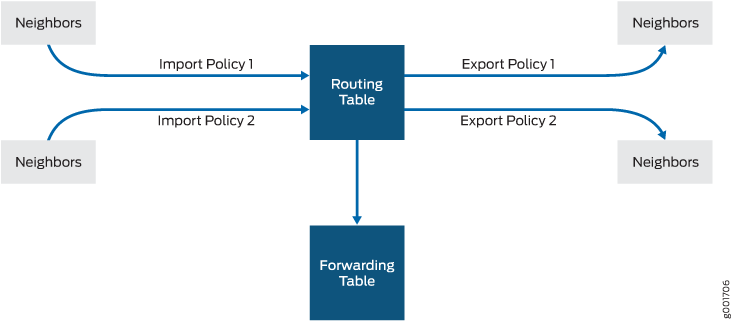 Neighbors
Neighbors
Import Policy 1
Export Policy 1
Routing
Table
Import Policy 2
Export Policy 2
Neighbors
Neighbors
Forwarding
Table
g001706